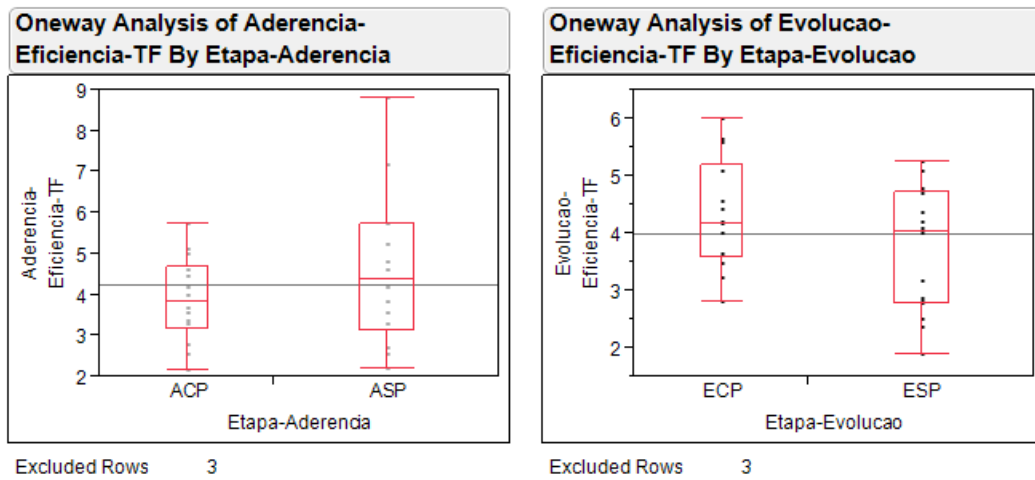 Oneway Analysis of Aderencia-
Eficiencia-TF By Etapa-Aderencia
9
8
7
6
5
4
3
2
Aderencia-
Eficiencia-TF
ACP
ASP
Etapa-Aderencia
Excluded Rows 3
Oneway Analysis of Evolucao-
Eficiencia-TF By Etapa-Evolucao
6
5
4
3
2
Evolucao-
Eficiencia-TF
ECP
ESP
Etapa-Evolucao
Excluded Rows 3